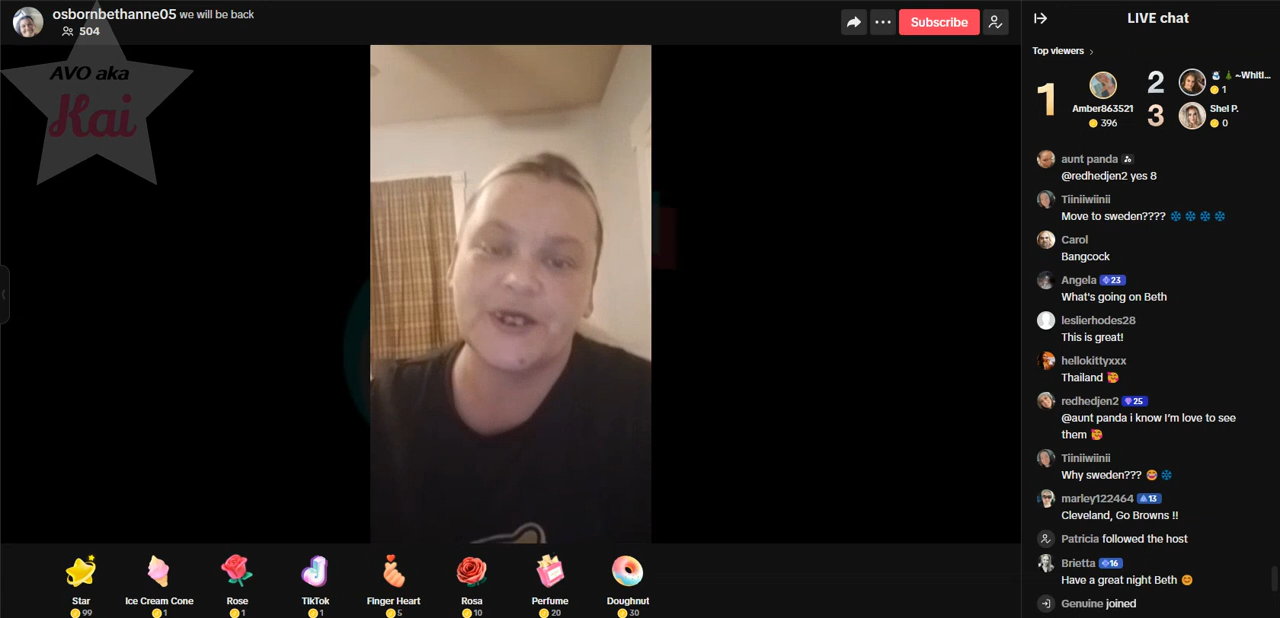 osbornbethanne05 we will be back
504
Subscribe
AVO aka
Kai
LIVE chat
Top viewers
1
Amber863521
396
2
~Whitl...
1
3
Shel P.
0
aunt panda
@redhedjen2 yes 8
Tiiniiwiinii
Move to sweden????
Carol
Bangcock
Angela 23
What's going on Beth
leslierhodes28
This is great!
hellokittyxxx
Thailand
redhedjen2 25
@aunt panda i know I'm love to see
them
Tiiniiwiinii
Why sweden???
marley122464 13
Cleveland, Go Browns !!
Patricia followed the host
Brietta 16
Have a great night Beth
Genuine joined
Star
99
Ice Cream Cone
1
Rose
1
TikTok
1
Finger Heart
5
Rosa
10
Perfume
20
Doughnut
30